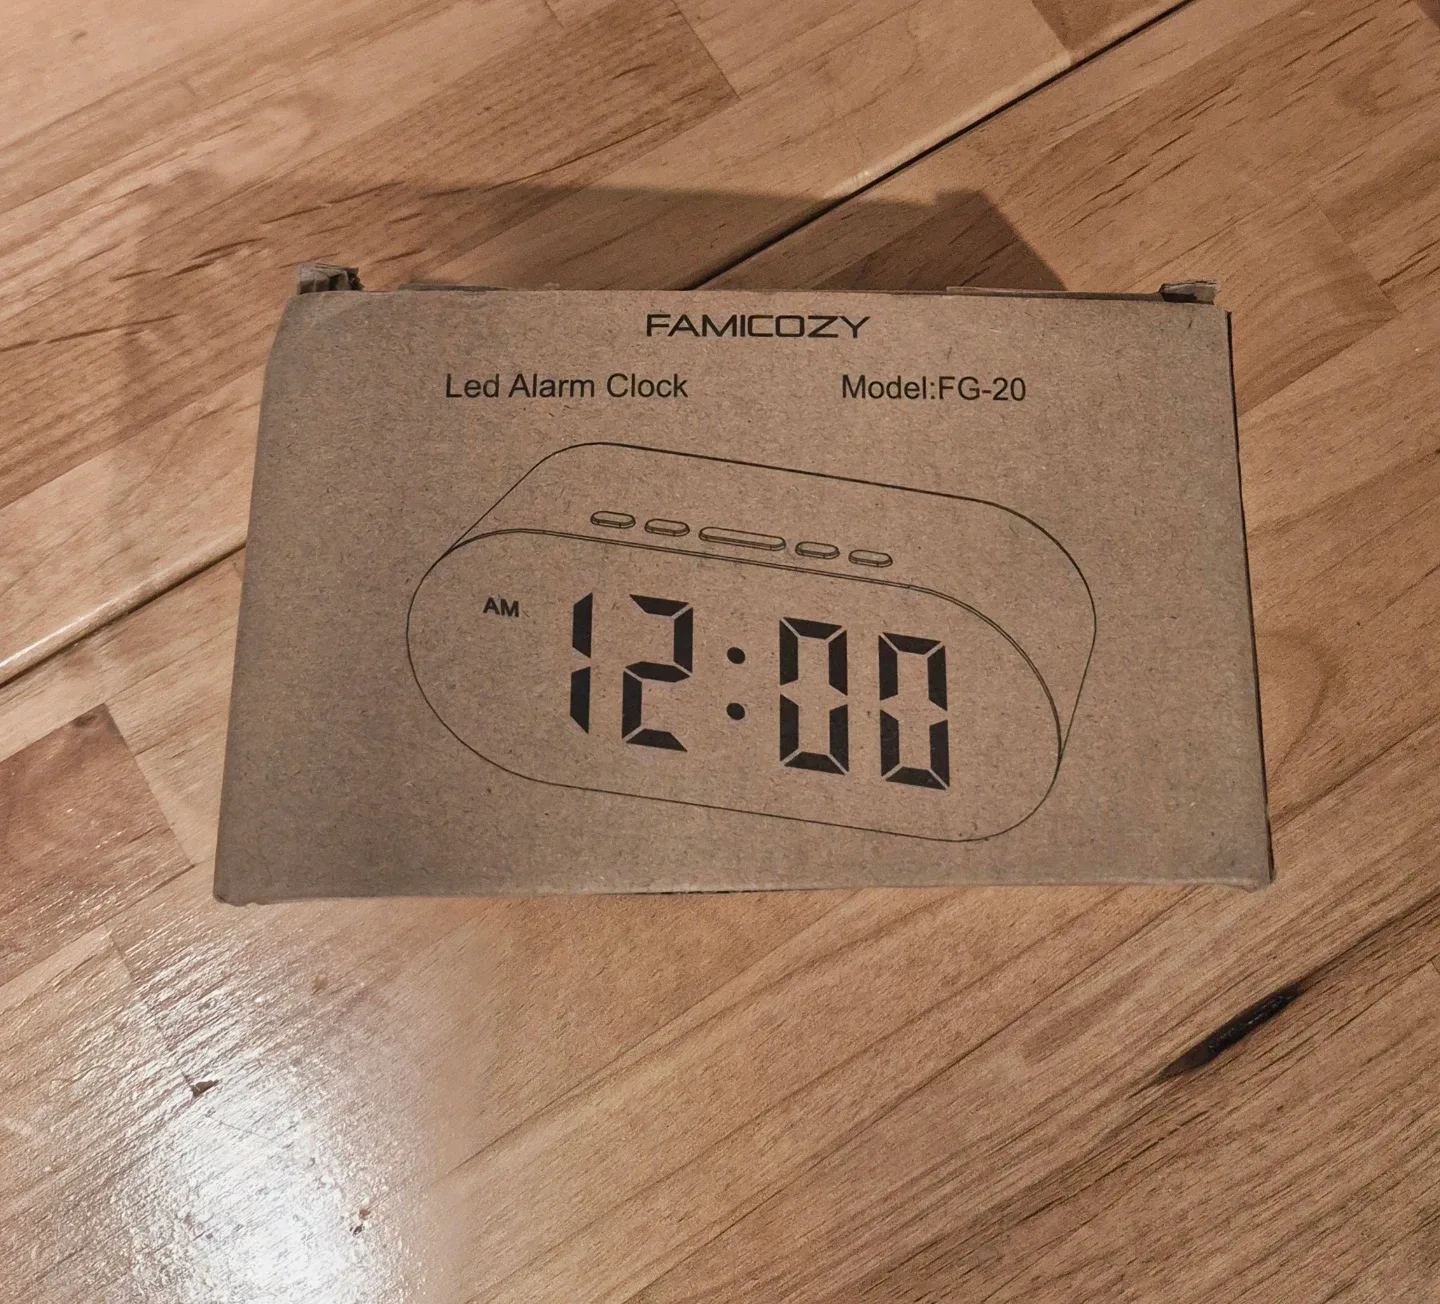 FAMICOZY
Led Alarm Clock Model:FG-20
AM 12:00